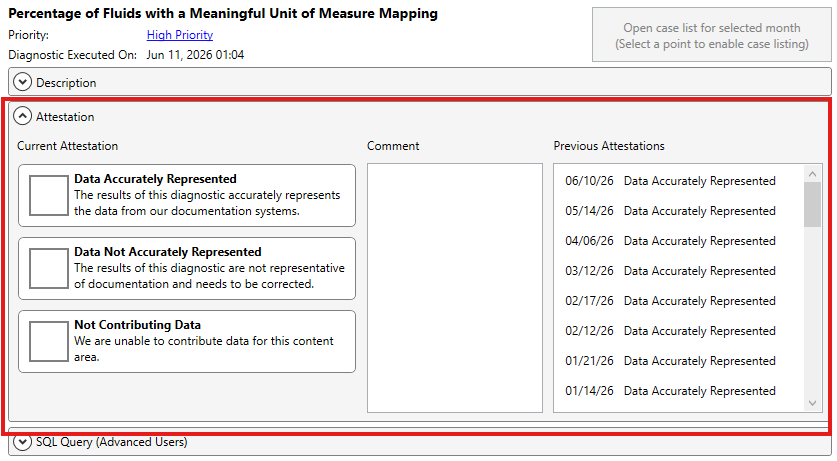 Percentage of Fluids with a Meaningful Unit of Measure Mapping
Priority: High Priority
Diagnostic Executed On: Jun 11, 2026 01:04
Open case list for selected month
(Select a point to enable case listing)
Description
Attestation
Current Attestation
Data Accurately Represented
The results of this diagnostic accurately represents
the data from our documentation systems.
Data Not Accurately Represented
The results of this diagnostic are not representative
of documentation and needs to be corrected.
Not Contributing Data
We are unable to contribute data for this content
area.
Comment
Previous Attestations
06/10/26 Data Accurately Represented
05/14/26 Data Accurately Represented
04/06/26 Data Accurately Represented
03/12/26 Data Accurately Represented
02/17/26 Data Accurately Represented
02/12/26 Data Accurately Represented
01/21/26 Data Accurately Represented
01/14/26 Data Accurately Represented
SQL Query (Advanced Users)